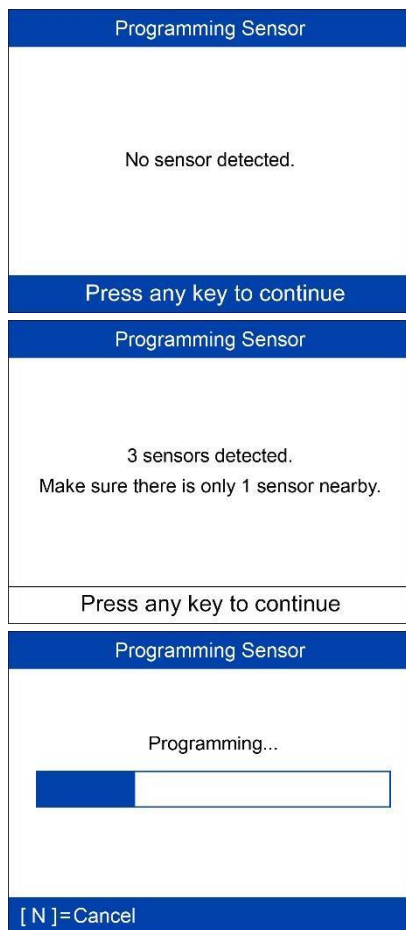 Programming Sensor
No sensor detected.
Press any key to continue
Programming Sensor
3 sensors detected.
Make sure there is only 1 sensor nearby.
Press any key to continue
Programming Sensor
Programming...
[ N ]=Cancel